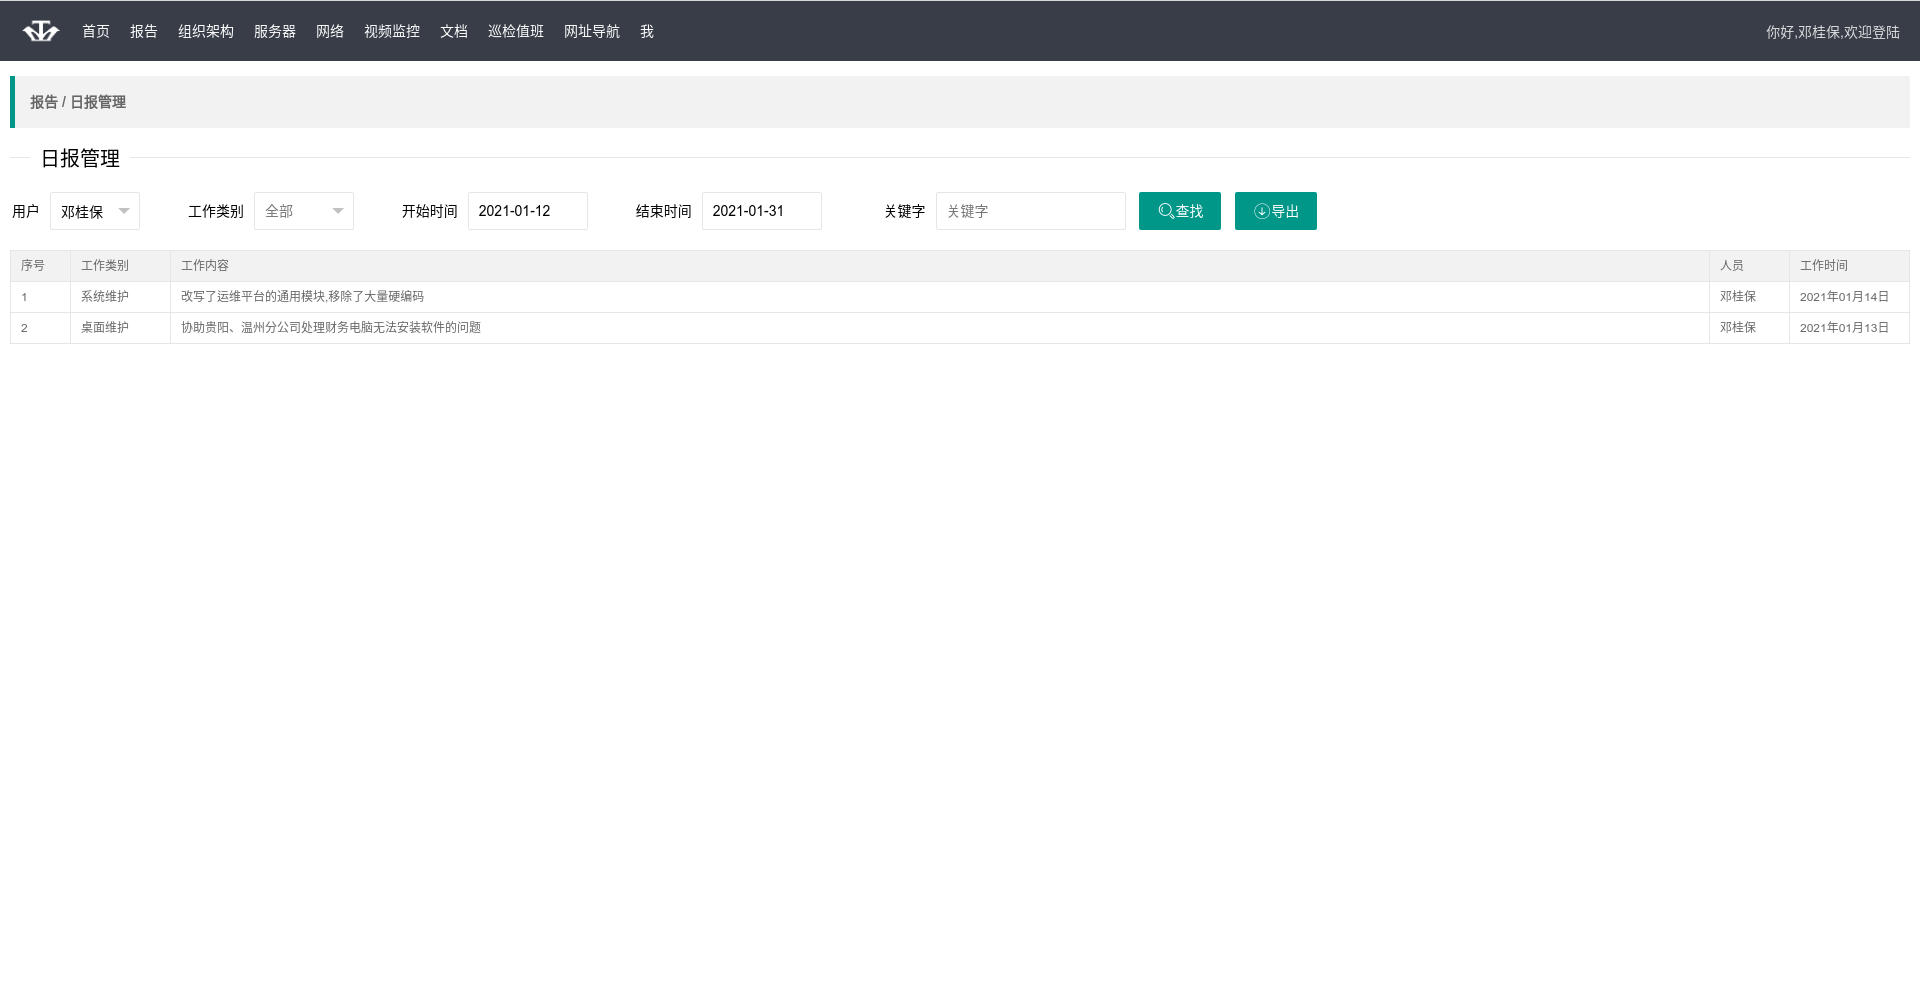 首页 报告 组织架构 服务器 网络 视频监控 文档 巡检值班 网址导航 我 你好,邓桂保,欢迎登陆
报告 / 日报管理
日报管理
用户 邓桂保 工作类别 全部 开始时间 2021-01-12 结束时间 2021-01-31 关键字 关键字 查找 导出
序号 工作类别 工作内容 人员 工作时间
1 系统维护 改写了运维平台的通用模块,移除了大量硬编码 邓桂保 2021年01月14日
2 桌面维护 协助贵阳、温州分公司处理财务电脑无法安装软件的问题 邓桂保 2021年01月13日